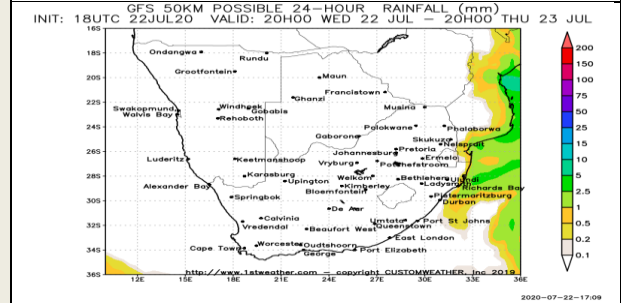 GFS 50KM POSSIBLE 24-HOUR RAINFALL (mm)
INIT: 18UTC 22JUL20 VALID: 20H00 WED 22 JUL - 20H00 THU 23 JUL
16S
Ondangwa
Rundu
200
Grootfontein
Maun
150
20S
Francistown
100
Ghanzi
75
22S
Musina
Swakopmund
Windhoek
Gobabis
50
Walvis Bay
Rehoboth
24S
Polokwane
Phalaborwa
25
Gaborone
Skukuza
15
Pretoria
Nelspruit
26S
Johannesburg
Ermelo
10
Luderitz
Keetmanshoop
Vryburg
Potchefstroom
5
28S
Karasburg
Upington
Welkom
Bethlehem
Ulundi
Ladysmith
2.5
Alexander Bay
Kimberley
Richards Bay
Bloemfontein
1
30S
Springbok
Pietermaritzburg
Durban
De Aar
0.5
Calvinia
Umtata
Port St Johns
32S
Vredendal
Beaufort West
Queenstown
0.2
East London
Worcester
Oudtshoorn
0.1
34S
Cape Town
George
Port Elizabeth
http://www.1stweather.com - copyright CUSTOMWEATHER, Inc 2019
36S
12E 15E 18E 21E 24E 27E 30E 33E 36E
2020-07-22-17:09